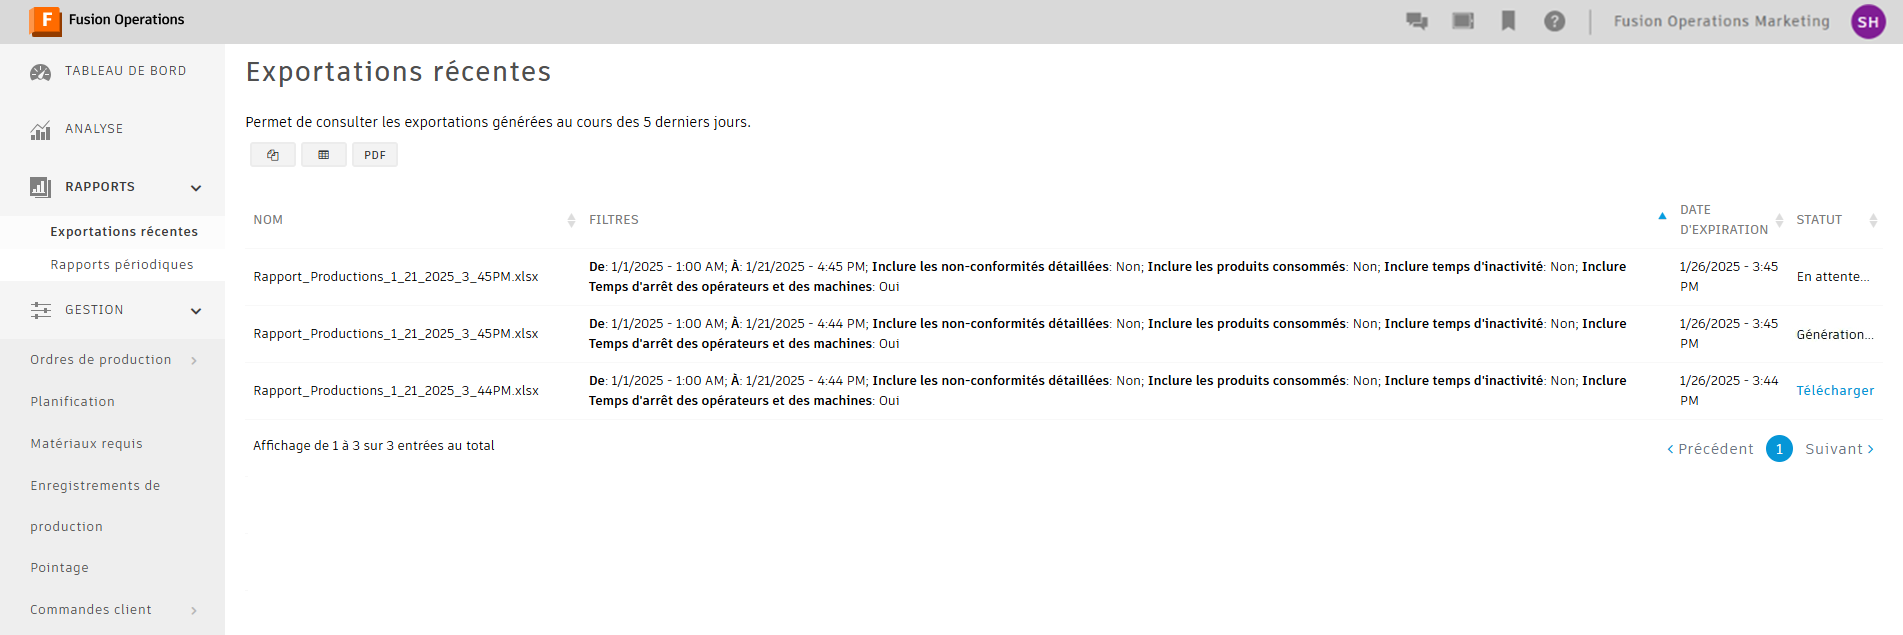 F Fusion Operations
Fusion Operations Marketing SH
TABLEAU DE BORD
ANALYSE
RAPPORTS
Exportations récentes
Rapports périodiques
GESTION
Ordres de production
Planification
Matériaux requis
Enregistrements de
production
Pointage
Commandes client
Exportations récentes
Permet de consulter les exportations générées au cours des 5 derniers jours.
PDF
NOM FILTRES DATE
D'EXPIRATION STATUT
Rapport_Productions_1_21_2025_3_45PM.xlsx
De: 1/1/2025 - 1:00 AM; À: 1/21/2025 - 4:45 PM; Inclure les non-conformités détaillées: Non; Inclure les produits consommés: Non; Inclure temps d'inactivité: Non; Inclure
Temps d'arrêt des opérateurs et des machines: Oui
1/26/2025 - 3:45
PM
En attente...
Rapport_Productions_1_21_2025_3_45PM.xlsx
De: 1/1/2025 - 1:00 AM; À: 1/21/2025 - 4:44 PM; Inclure les non-conformités détaillées: Non; Inclure les produits consommés: Non; Inclure temps d'inactivité: Non; Inclure
Temps d'arrêt des opérateurs et des machines: Oui
1/26/2025 - 3:45
PM
Génération...
Rapport_Productions_1_21_2025_3_44PM.xlsx
De: 1/1/2025 - 1:00 AM; À: 1/21/2025 - 4:44 PM; Inclure les non-conformités détaillées: Non; Inclure les produits consommés: Non; Inclure temps d'inactivité: Non; Inclure
Temps d'arrêt des opérateurs et des machines: Oui
1/26/2025 - 3:44
PM
Télécharger
Affichage de 1 à 3 sur 3 entrées au total
‹ Précédent 1 Suivant ›